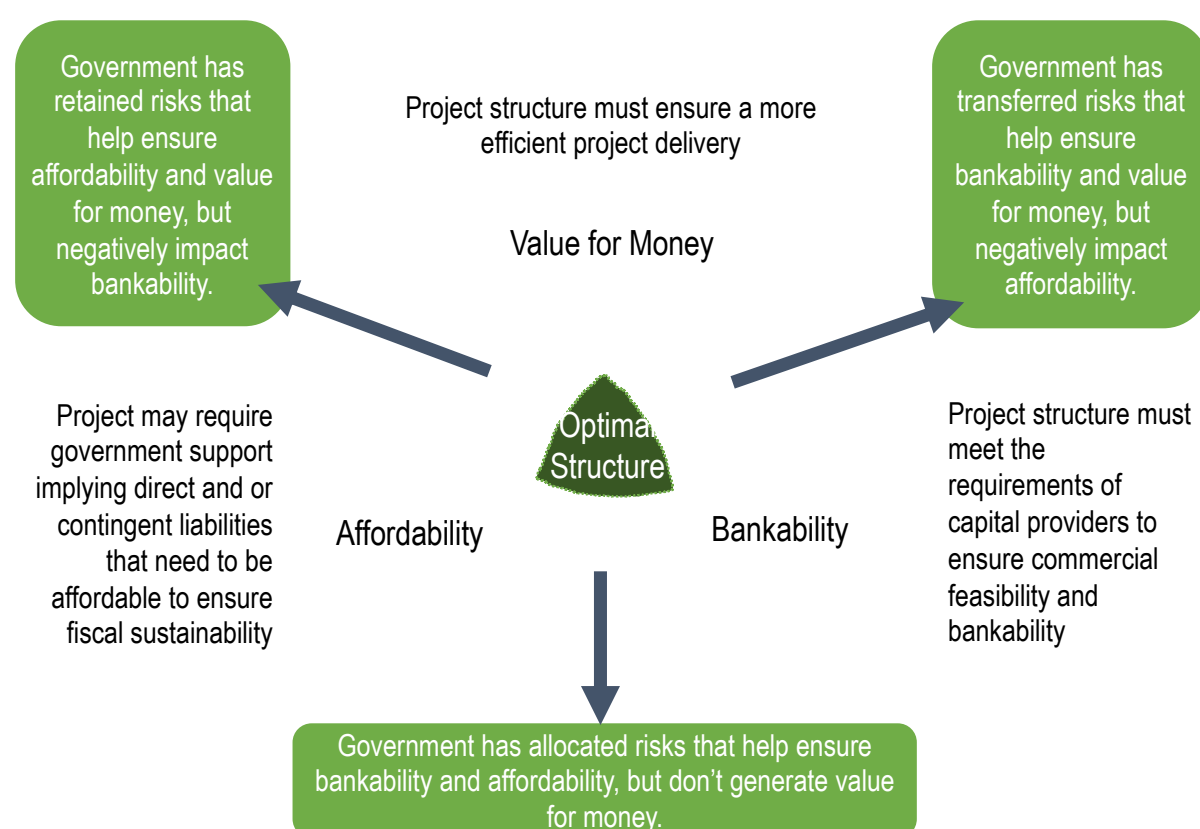 Government has
retained risks that
help ensure
affordability and value
for money, but
negatively impact
bankability.
Project structure must ensure a more
efficient project delivery
Value for Money
Government has
transferred risks that
help ensure
bankability and value
for money, but
negatively impact
affordability.
Project may require
government support
implying direct and or
contingent liabilities
that need to be
affordable to ensure
fiscal sustainability
Affordability
Optimal
Structure
Bankability
Project structure must
meet the
requirements of
capital providers to
ensure commercial
feasibility and
bankability
Government has allocated risks that help ensure
bankability and affordability, but don’t generate value
for money.